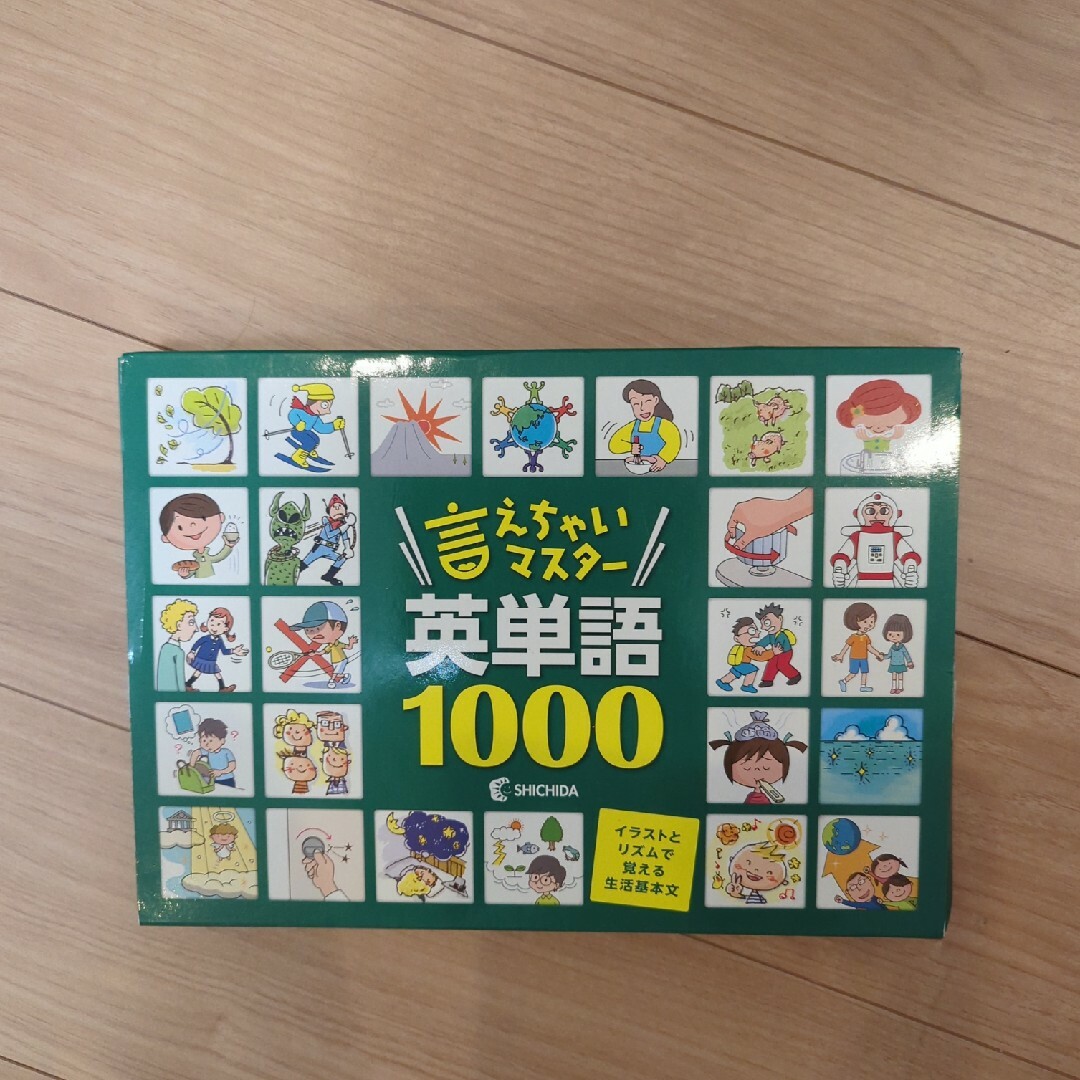 言えちゃい
マスター
英単語
1000
SHICHIDA
イラストと
リズムで
覚える
生活基本文